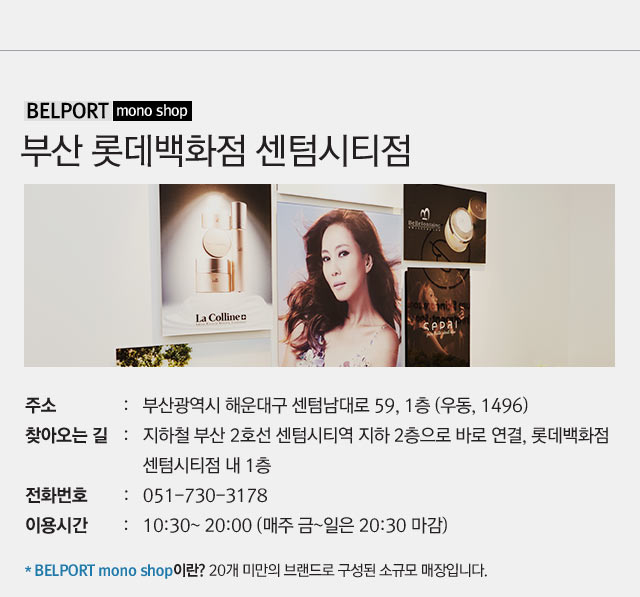 BELPORT mono shop
부산 롯데백화점 센텀시티점
La Colline
SEPAI
주소 : 부산광역시 해운대구 센텀남대로 59, 1층 (우동, 1496)
찾아오는 길 : 지하철 부산 2호선 센텀시티역 지하 2층으로 바로 연결, 롯데백화점
센텀시티점 내 1층
전화번호 : 051-730-3178
이용시간 : 10:30~ 20:00 (매주 금~일은 20:30 마감)
* BELPORT mono shop이란? 20개 미만의 브랜드로 구성된 소규모 매장입니다.